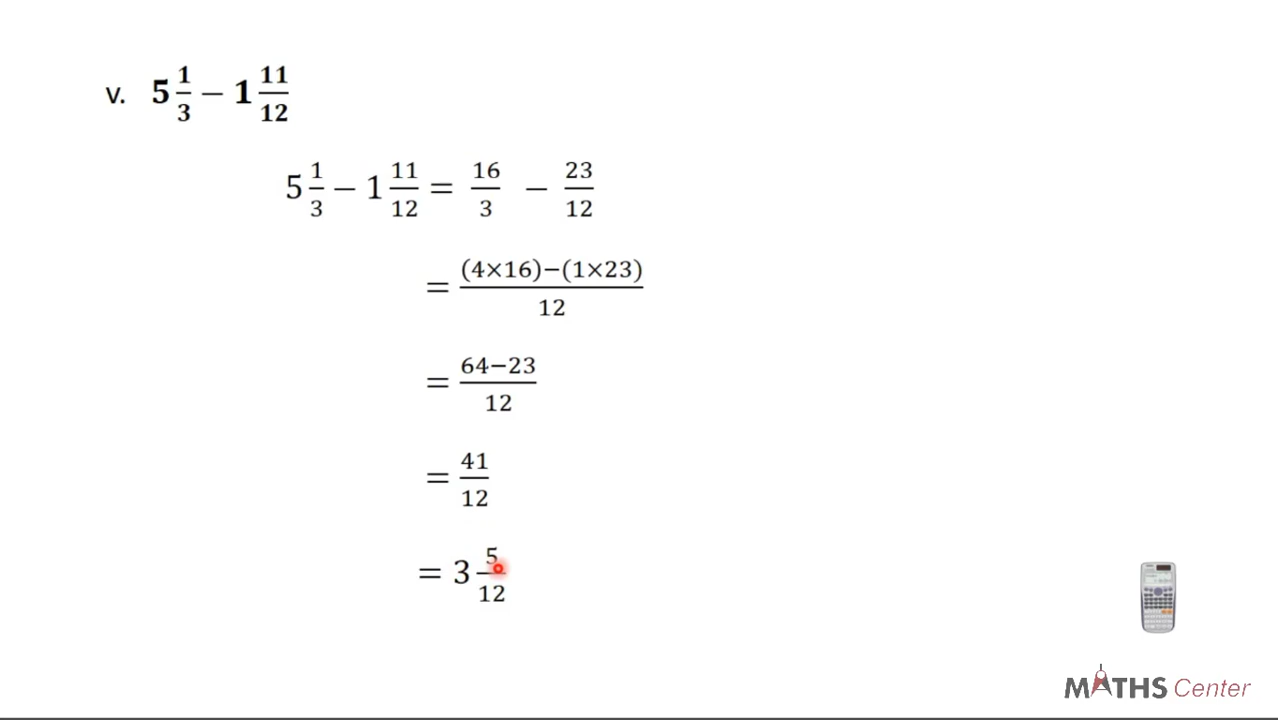 v. 5 1/3 − 1 11/12
5 1/3 − 1 11/12 = 16/3 − 23/12
= (4×16)−(1×23)/12
= 64−23/12
= 41/12
= 3 5/12
MATHS Center